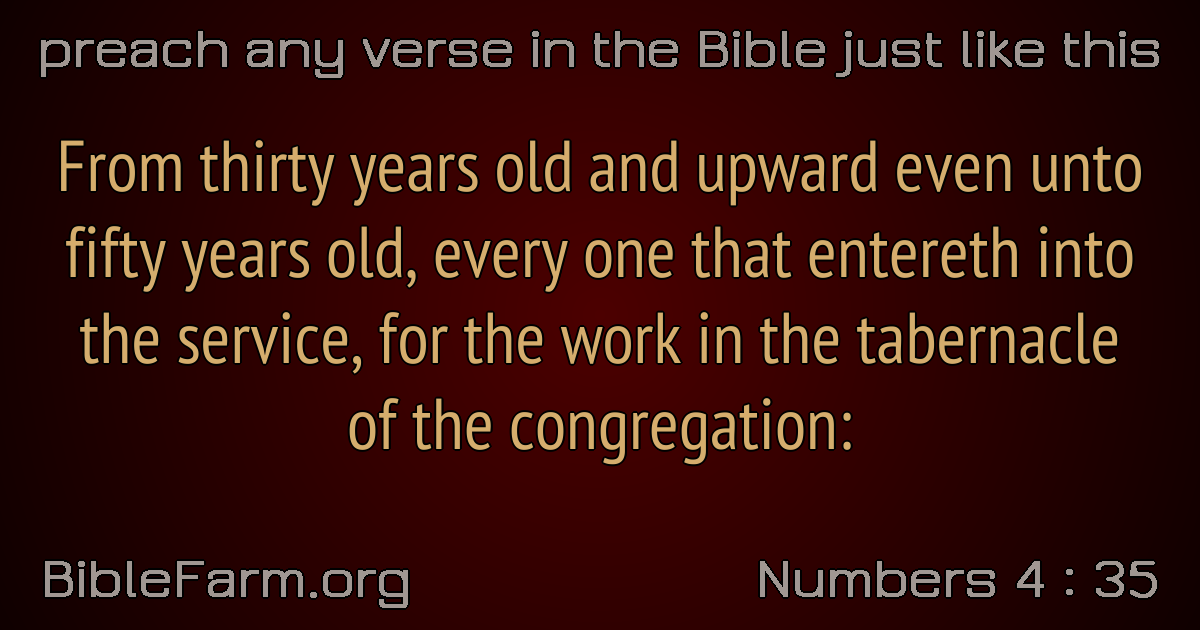 preach any verse in the Bible just like this
From thirty years old and upward even unto
fifty years old, every one that entereth into
the service, for the work in the tabernacle
of the congregation:
BibleFarm.org
Numbers 4 : 35